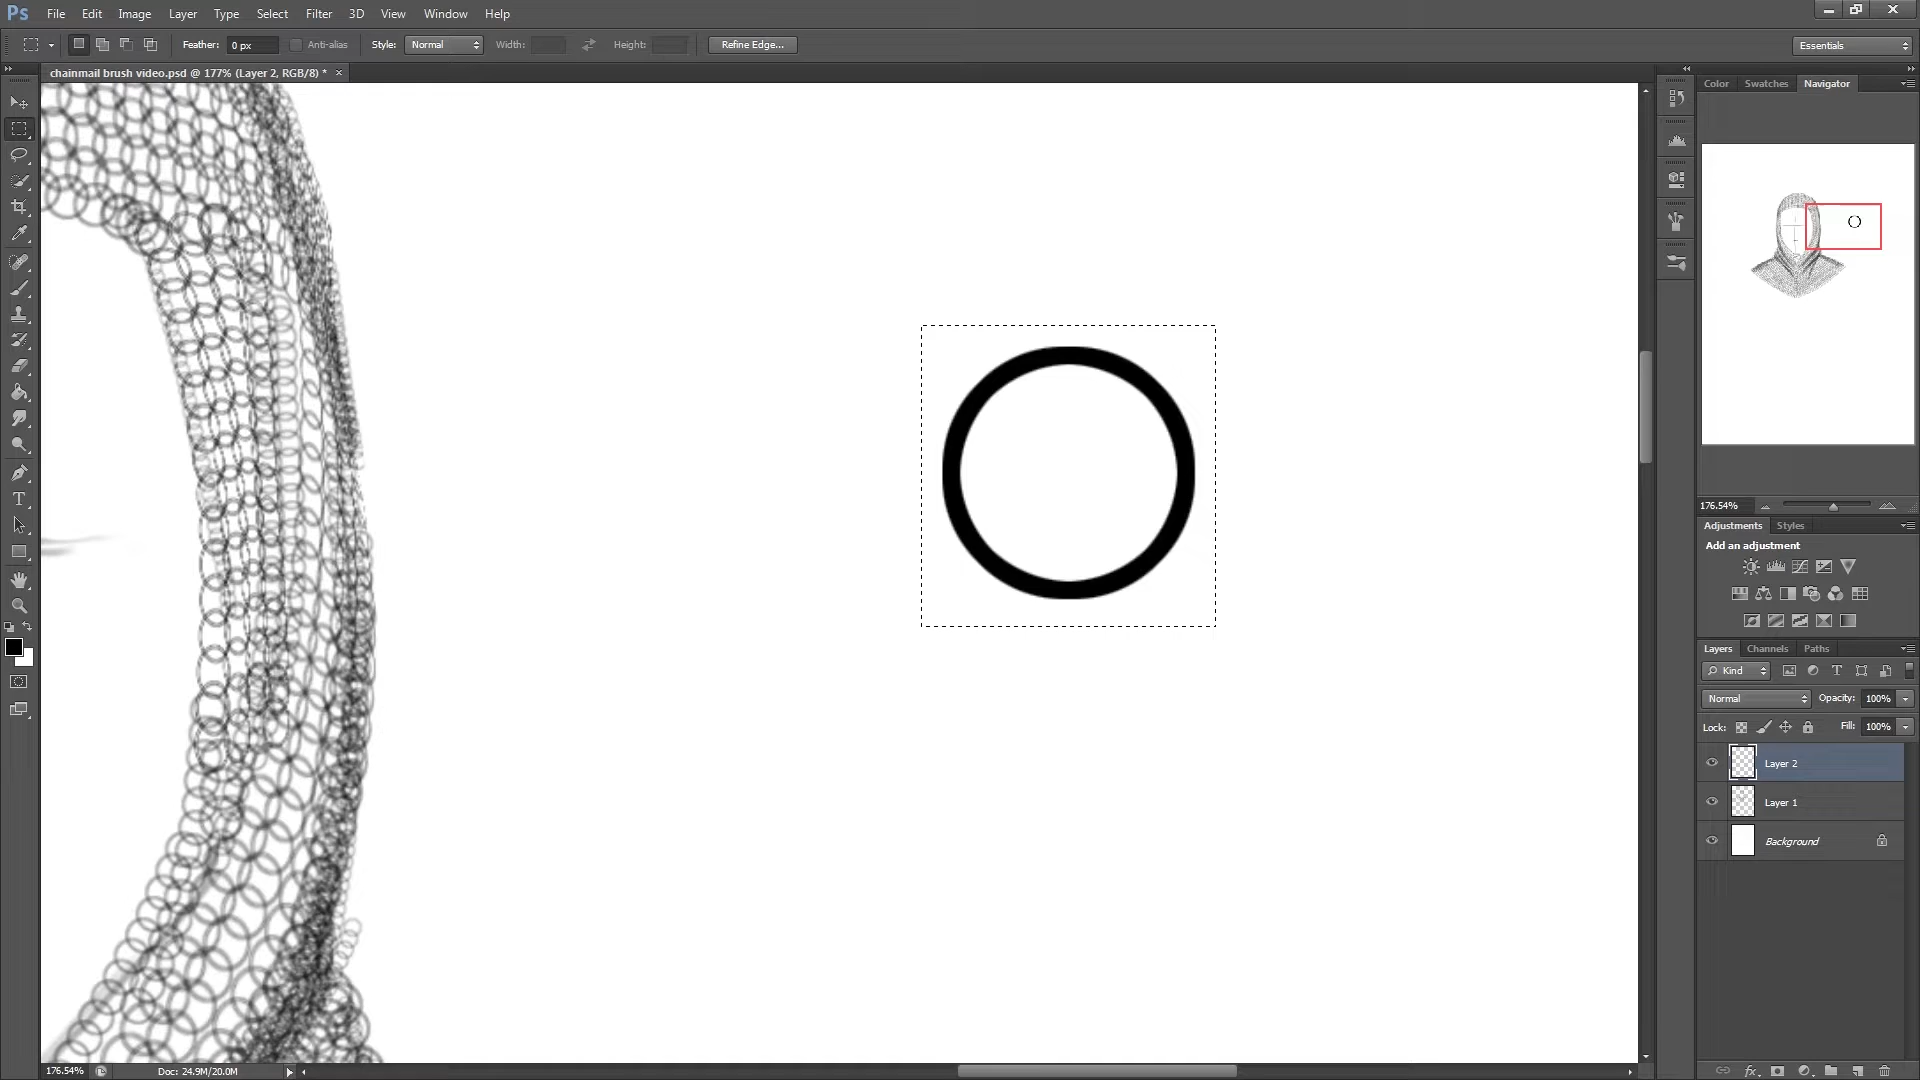 Ps File Edit Image Layer Type Select Filter 3D View Window Help
Feather: 0 px Anti-alias Style: Normal Width: Height: Refine Edge... Essentials
chainmail brush video.psd @ 177% (Layer 2, RGB/8) * ×
Color Swatches Navigator
176.54%
Adjustments Styles
Add an adjustment
Layers Channels Paths
Kind
Normal Opacity: 100%
Lock: Fill: 100%
Layer 2
Layer 1
Background
176.54% Doc: 24.9M/20.0M